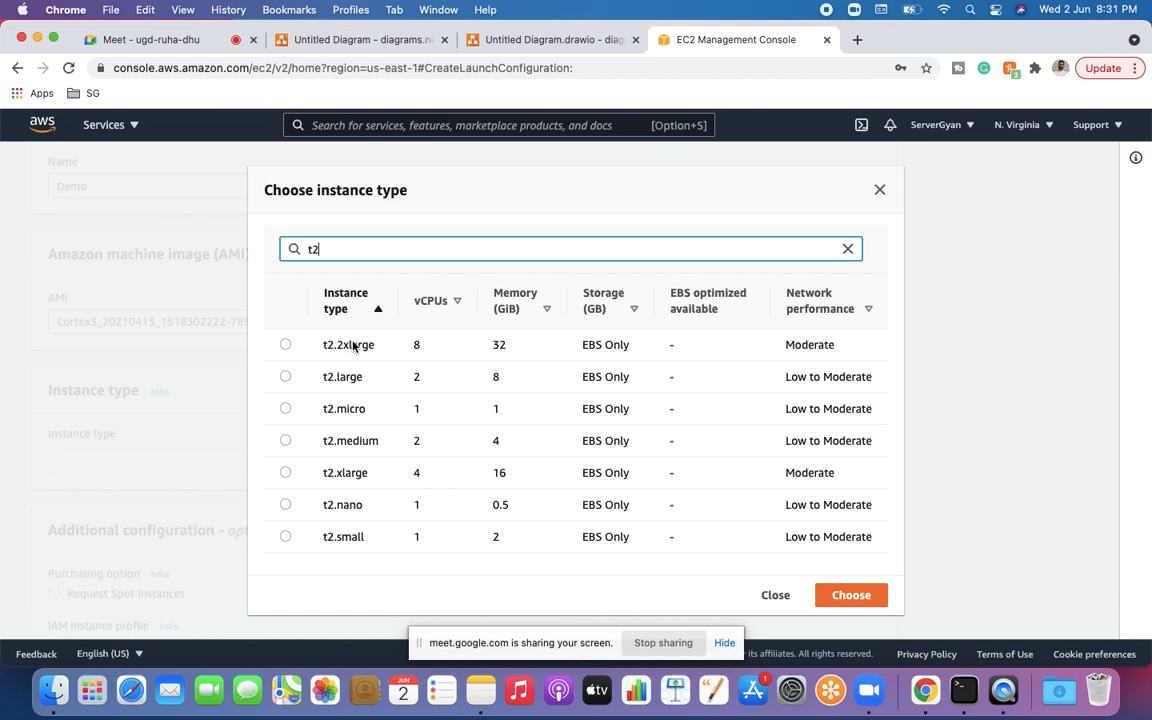 Chrome File Edit View History Bookmarks Profiles Tab Window Help Wed 2 Jun 8:31 PM
Meet - ugd-ruha-dhu Untitled Diagram - diagrams.ne Untitled Diagram.drawio - diag EC2 Management Console
console.aws.amazon.com/ec2/v2/home?region=us-east-1#CreateLaunchConfiguration: Update
Apps SG
aws Services Search for services, features, marketplace products, and docs [Option+S] ServerGyan N. Virginia Support
Name
Demo
Choose instance type
t2
Amazon machine image (AMI)
AMI
Cortex3_20210413_1618302222-789
Instance type vCPUs Memory (GiB) Storage (GB) EBS optimized available Network performance
t2.2xlarge 8 32 EBS Only - Moderate
t2.large 2 8 EBS Only - Low to Moderate
t2.micro 1 1 EBS Only - Low to Moderate
t2.medium 2 4 EBS Only - Low to Moderate
t2.xlarge 4 16 EBS Only - Moderate
t2.nano 1 0.5 EBS Only - Low to Moderate
t2.small 1 2 EBS Only - Low to Moderate
Instance type Info
Instance type
Additional configuration - opt
Purchasing option Info
Request Spot Instances
IAM instance profile Info
Close Choose
meet.google.com is sharing your screen. Stop sharing Hide
Feedback English (US) its affiliates. All rights reserved. Privacy Policy Terms of Use Cookie preferences
JUN
2
1